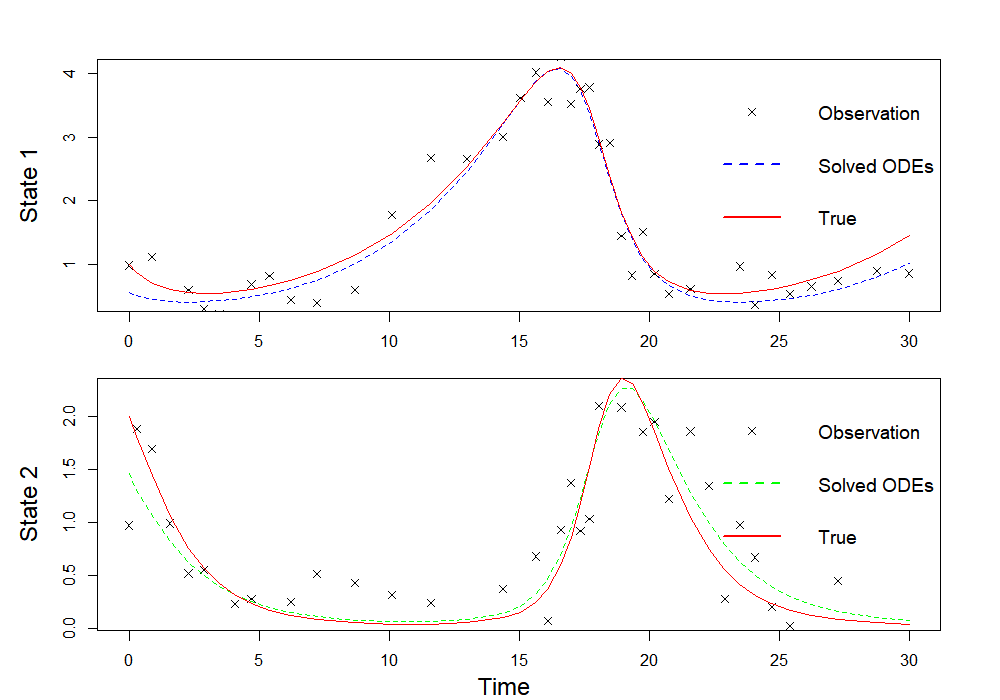 State 1
4
3
2
1
Observation
Solved ODEs
True
0 5 10 15 20 25 30
State 2
2.0
1.5
1.0
0.5
0.0
Observation
Solved ODEs
True
0 5 10 15 20 25 30
Time